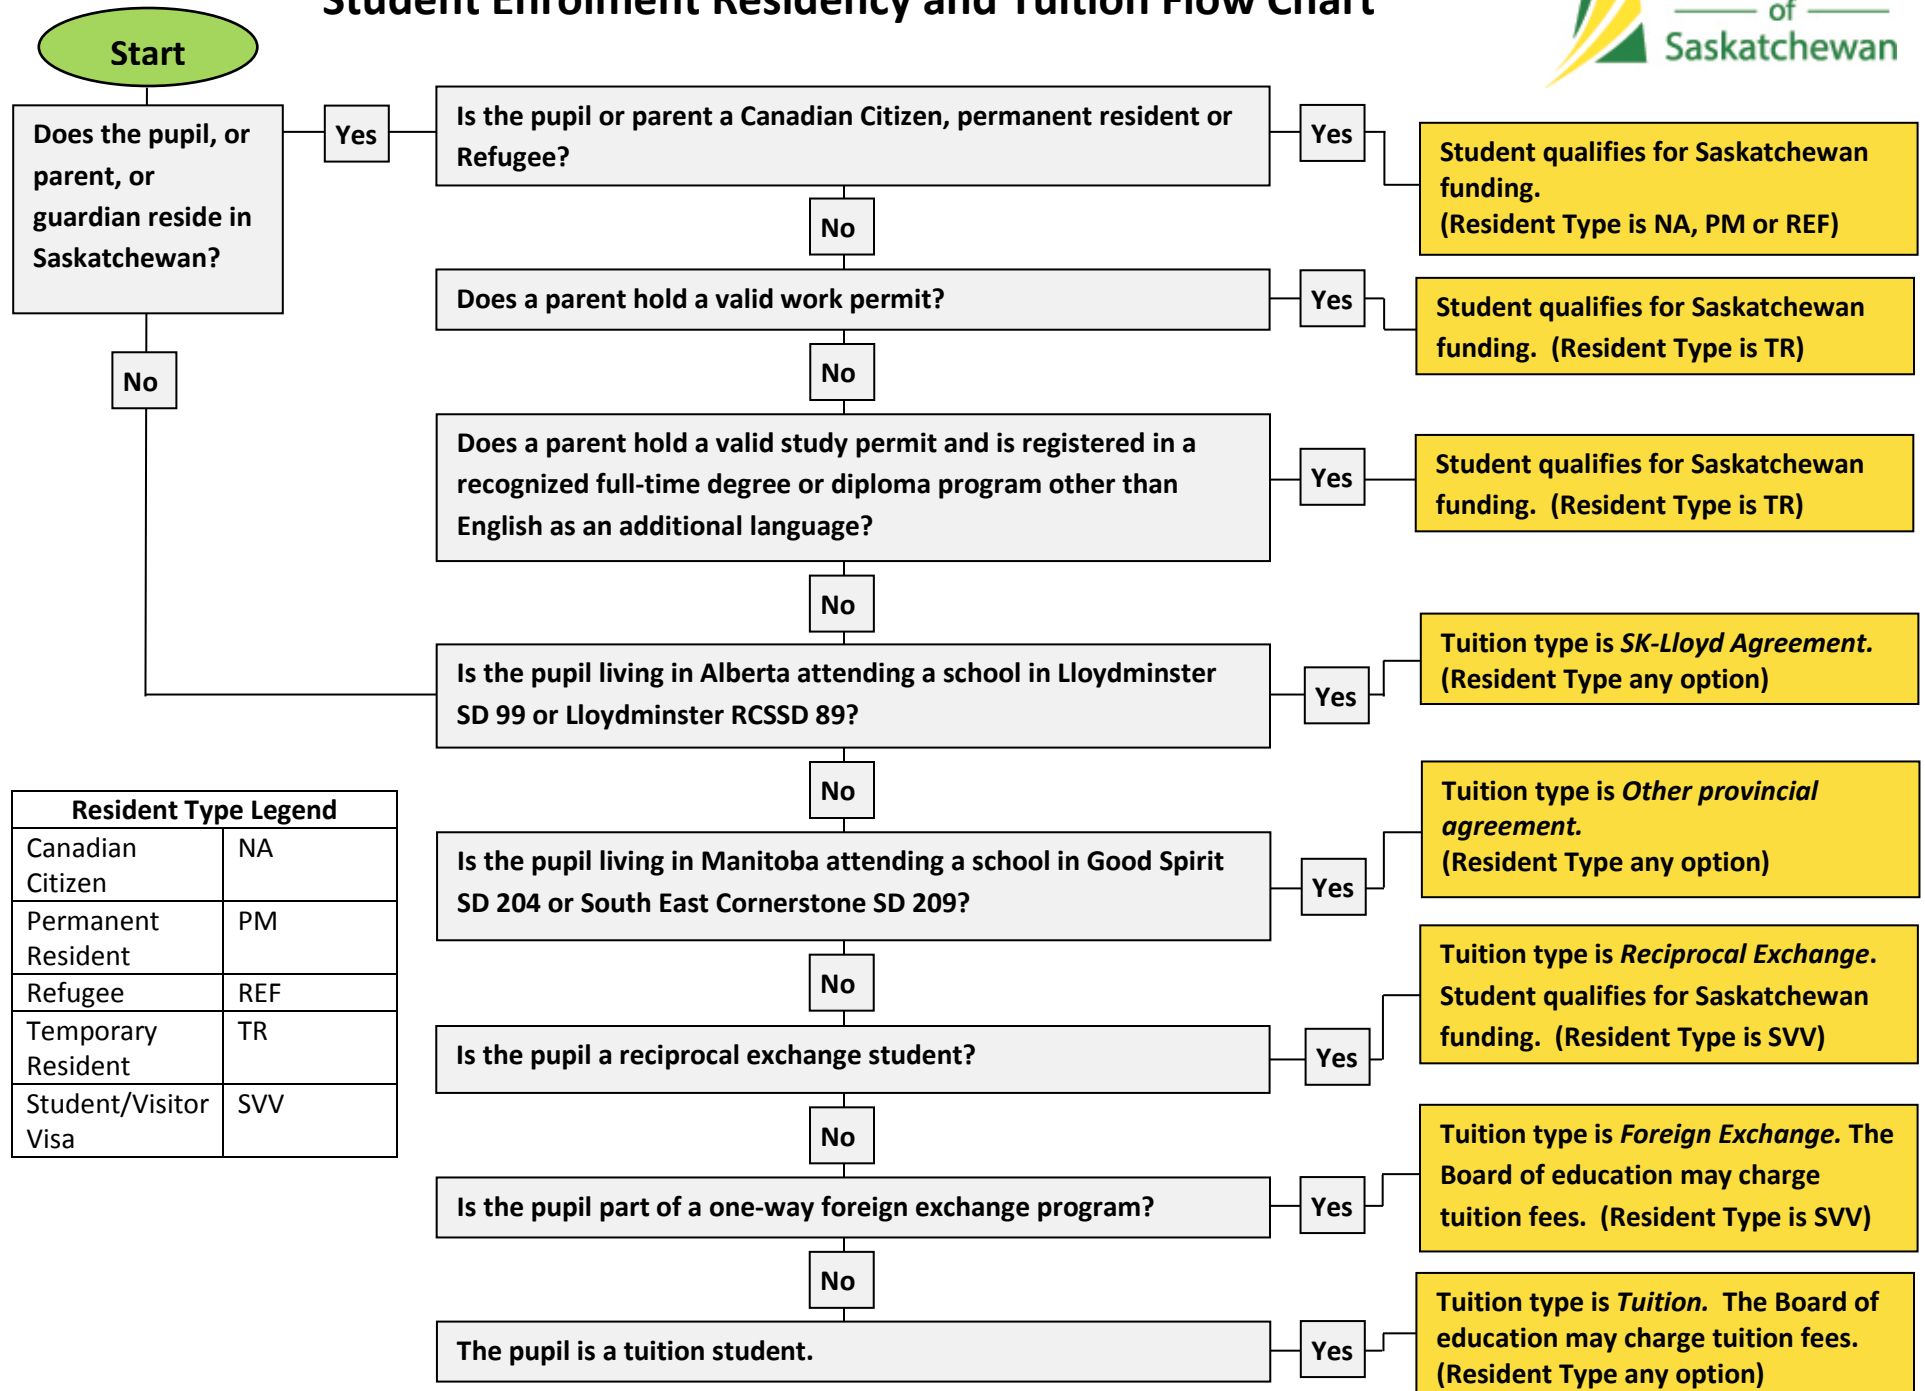 Student Enrolment Residency and Tuition Flow Chart
of
Saskatchewan
Start
Does the pupil, or
parent, or
guardian reside in
Saskatchewan?
Yes
No
Is the pupil or parent a Canadian Citizen, permanent resident or
Refugee?
Yes
Student qualifies for Saskatchewan
funding.
(Resident Type is NA, PM or REF)
No
Does a parent hold a valid work permit?
Yes
Student qualifies for Saskatchewan
funding. (Resident Type is TR)
No
Does a parent hold a valid study permit and is registered in a
recognized full-time degree or diploma program other than
English as an additional language?
Yes
Student qualifies for Saskatchewan
funding. (Resident Type is TR)
No
Is the pupil living in Alberta attending a school in Lloydminster
SD 99 or Lloydminster RCSSD 89?
Yes
Tuition type is SK-Lloyd Agreement.
(Resident Type any option)
No
Is the pupil living in Manitoba attending a school in Good Spirit
SD 204 or South East Cornerstone SD 209?
Yes
Tuition type is Other provincial
agreement.
(Resident Type any option)
No
Is the pupil a reciprocal exchange student?
Yes
Tuition type is Reciprocal Exchange.
Student qualifies for Saskatchewan
funding. (Resident Type is SVV)
No
Is the pupil part of a one-way foreign exchange program?
Yes
Tuition type is Foreign Exchange. The
Board of education may charge
tuition fees. (Resident Type is SVV)
No
The pupil is a tuition student.
Yes
Tuition type is Tuition. The Board of
education may charge tuition fees.
(Resident Type any option)
Resident Type Legend
Canadian Citizen NA
Permanent Resident PM
Refugee REF
Temporary Resident TR
Student/Visitor Visa SVV